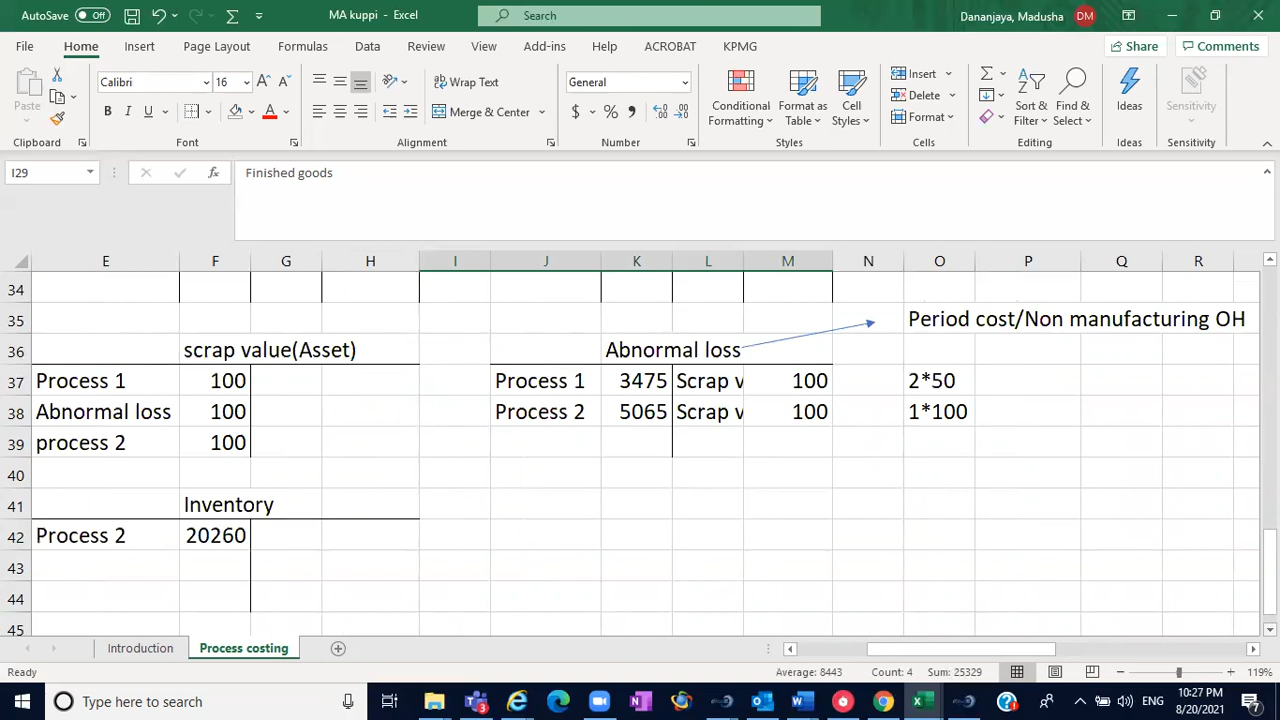 AutoSave Off MA kuppi - Excel Search Dananjaya, Madusha DM
File Home Insert Page Layout Formulas Data Review View Add-ins Help ACROBAT KPMG Share Comments
Paste Calibri 16 A A Wrap Text General Conditional Formatting Format as Table Cell Styles Insert Sort & Filter Find & Select Ideas Sensitivity
B I U A Merge & Center $ % , Delete
Format
Clipboard Font Alignment Number Styles Cells Editing Ideas Sensitivity
I29 fx Finished goods
E F G H I J K L M N O P Q R
34
35 Period cost/Non manufacturing OH
36 scrap value(Asset) Abnormal loss
37 Process 1 100 Process 1 3475 Scrap v 100 2*50
38 Abnormal loss 100 Process 2 5065 Scrap v 100 1*100
39 process 2 100
40
41 Inventory
42 Process 2 20260
43
44
45
Introduction Process costing
Ready Average: 8443 Count: 4 Sum: 25329 119%
Type here to search ENG 10:27 PM
8/20/2021 7